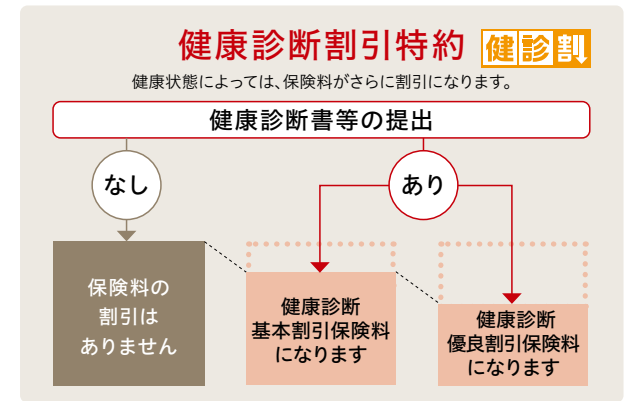 健康診断割引特約 健診割
健康状態によっては、保険料がさらに割引になります。
健康診断書等の提出
なし
あり
保険料の
割引は
ありません
健康診断
基本割引保険料
になります
健康診断
優良割引保険料
になります